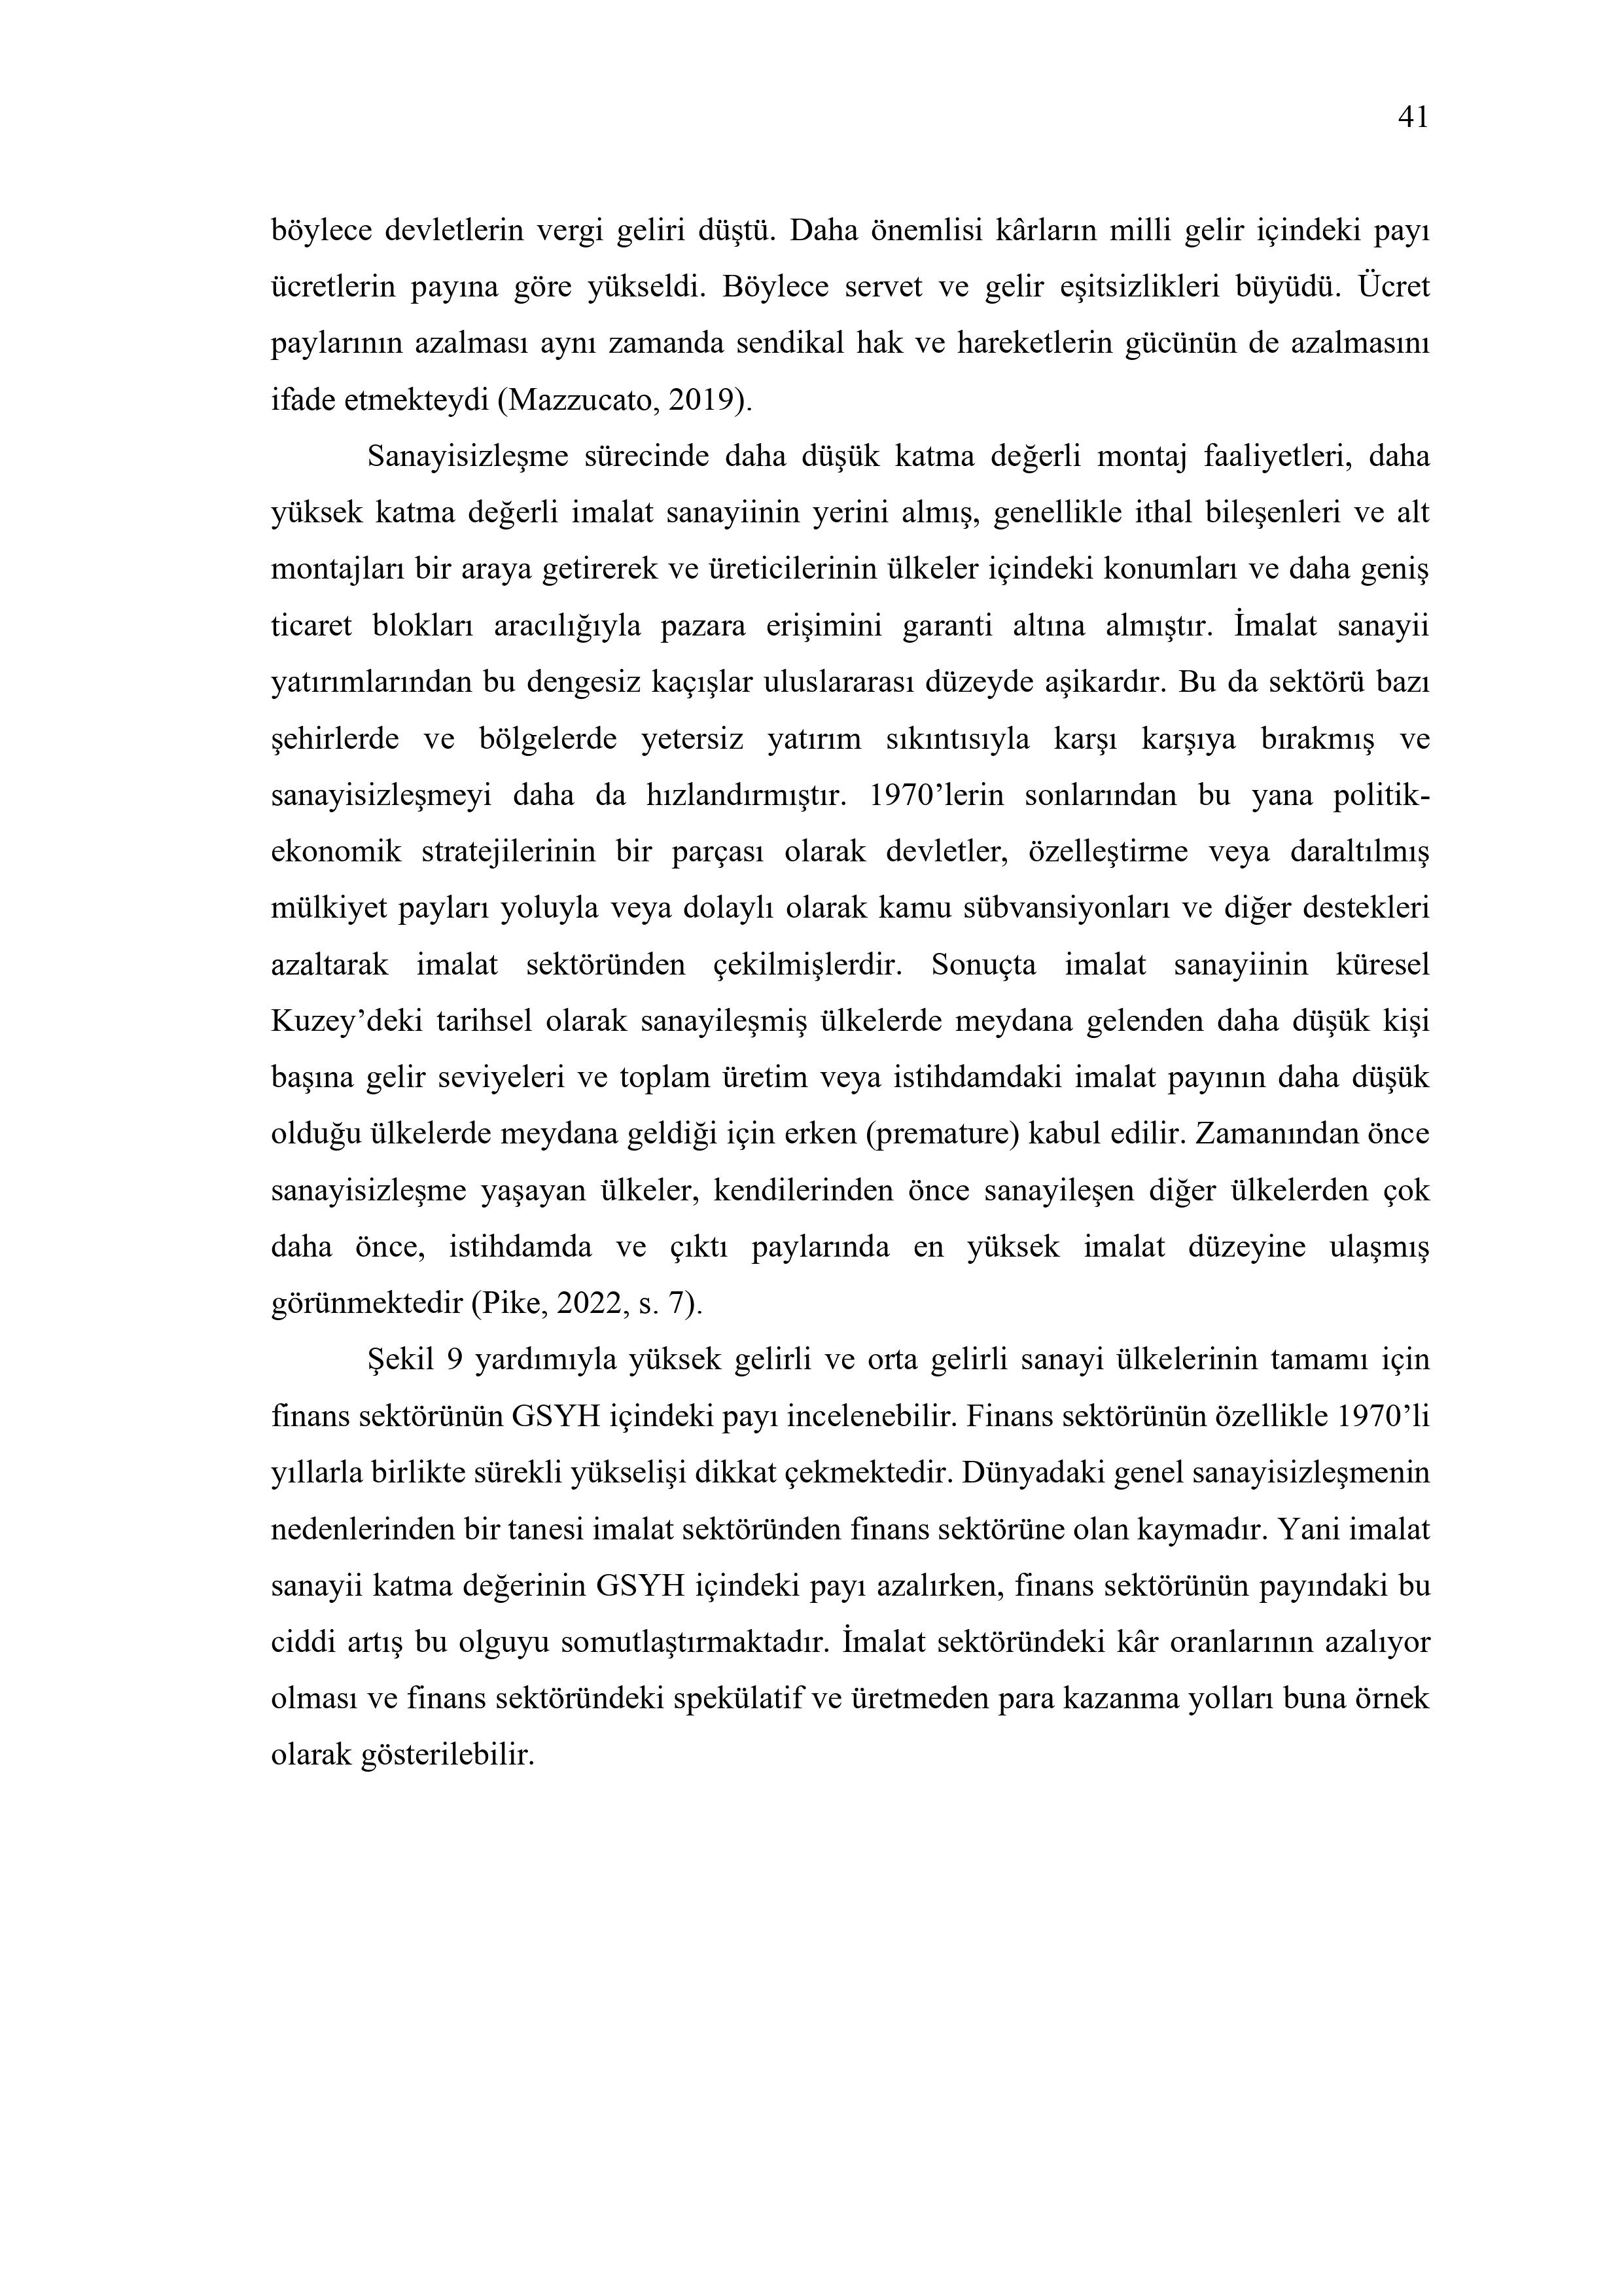 41
böylece devletlerin vergi geliri düştü. Daha önemlisi kârların milli gelir içindeki payı
ücretlerin payına göre yükseldi. Böylece servet ve gelir eşitsizlikleri büyüdü. Ücret
paylarının azalması aynı zamanda sendikal hak ve hareketlerin gücünün de azalmasını
ifade etmekteydi (Mazzucato, 2019).
Sanayisizleşme sürecinde daha düşük katma değerli montaj faaliyetleri, daha
yüksek katma değerli imalat sanayiinin yerini almış, genellikle ithal bileşenleri ve alt
montajları bir araya getirerek ve üreticilerinin ülkeler içindeki konumları ve daha geniş
ticaret blokları aracılığıyla pazara erişimini garanti altına almıştır. İmalat sanayii
yatırımlarından bu dengesiz kaçışlar uluslararası düzeyde aşikardır. Bu da sektörü bazı
şehirlerde ve bölgelerde yetersiz yatırım sıkıntısıyla karşı karşıya bırakmış ve
sanayisizleşmeyi daha da hızlandırmıştır. 1970’lerin sonlarından bu yana politik-
ekonomik stratejilerinin bir parçası olarak devletler, özelleştirme veya daraltılmış
mülkiyet payları yoluyla veya dolaylı olarak kamu sübvansiyonları ve diğer destekleri
azaltarak imalat sektöründen çekilmişlerdir. Sonuçta imalat sanayiinin küresel
Kuzey’deki tarihsel olarak sanayileşmiş ülkelerde meydana gelenden daha düşük kişi
başına gelir seviyeleri ve toplam üretim veya istihdamdaki imalat payının daha düşük
olduğu ülkelerde meydana geldiği için erken (premature) kabul edilir. Zamanından önce
sanayisizleşme yaşayan ülkeler, kendilerinden önce sanayileşen diğer ülkelerden çok
daha önce, istihdamda ve çıktı paylarında en yüksek imalat düzeyine ulaşmış
görünmektedir (Pike, 2022, s. 7).
Şekil 9 yardımıyla yüksek gelirli ve orta gelirli sanayi ülkelerinin tamamı için
finans sektörünün GSYH içindeki payı incelenebilir. Finans sektörünün özellikle 1970’li
yıllarla birlikte sürekli yükselişi dikkat çekmektedir. Dünyadaki genel sanayisizleşmenin
nedenlerinden bir tanesi imalat sektöründen finans sektörüne olan kaymadır. Yani imalat
sanayii katma değerinin GSYH içindeki payı azalırken, finans sektörünün payındaki bu
ciddi artış bu olguyu somutlaştırmaktadır. İmalat sektöründeki kâr oranlarının azalıyor
olması ve finans sektöründeki spekülatif ve üretmeden para kazanma yolları buna örnek
olarak gösterilebilir.